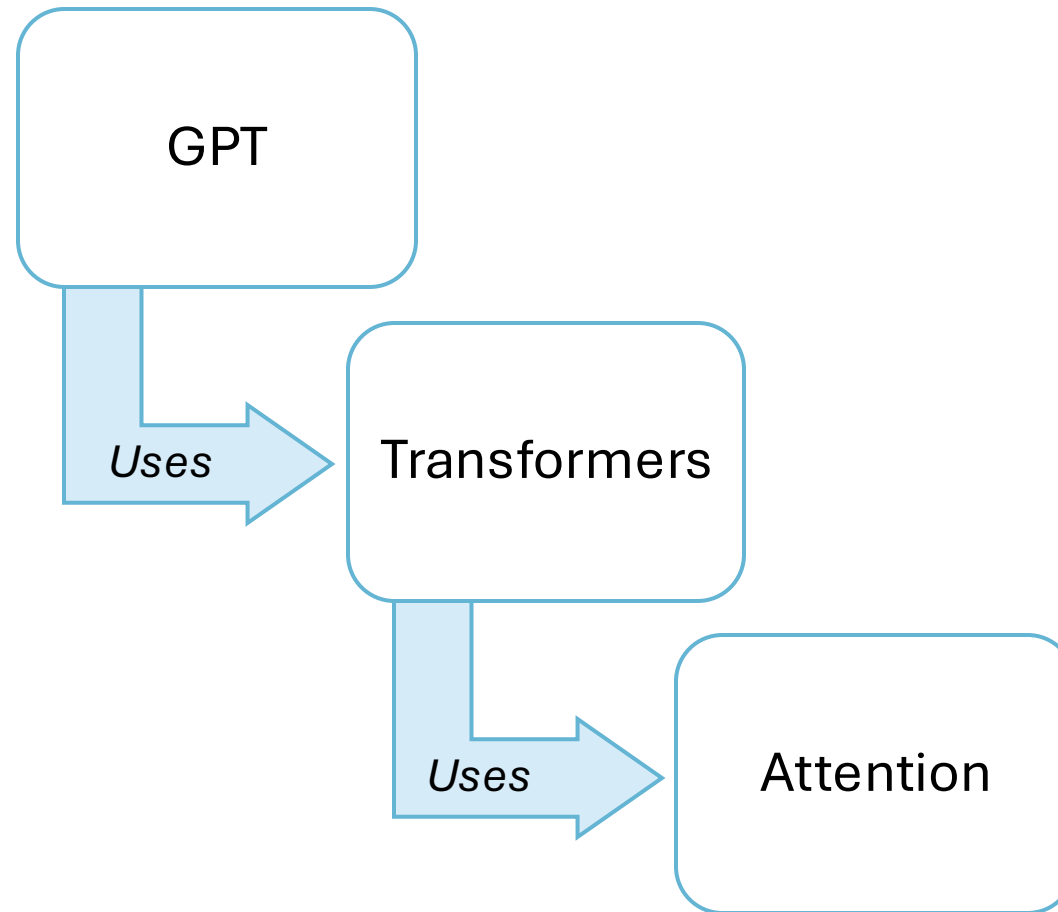 GPT
Uses
Transformers
Uses
Attention